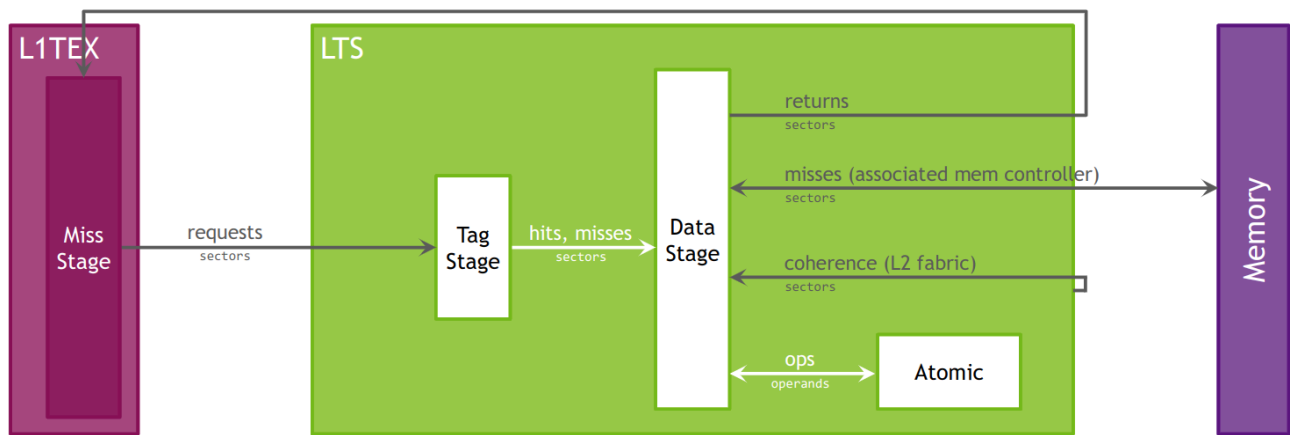 L1TEX
Miss
Stage
requests
sectors
LTS
Tag
Stage
hits, misses
sectors
Data
Stage
returns
sectors
misses (associated mem controller)
sectors
coherence (L2 fabric)
sectors
ops
operands
Atomic
Memory